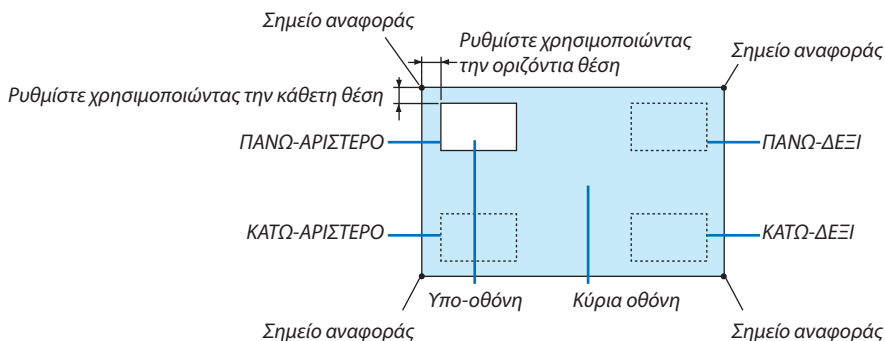 Σημείο αναφοράς
Ρυθμίστε χρησιμοποιώντας
την οριζόντια θέση
Σημείο αναφοράς
Ρυθμίστε χρησιμοποιώντας την κάθετη θέση
ΠΑΝΩ-ΑΡΙΣΤΕΡΟ
ΠΑΝΩ-ΔΕΞΙ
ΚΑΤΩ-ΑΡΙΣΤΕΡΟ
ΚΑΤΩ-ΔΕΞΙ
Υπο-οθόνη
Κύρια οθόνη
Σημείο αναφοράς
Σημείο αναφοράς